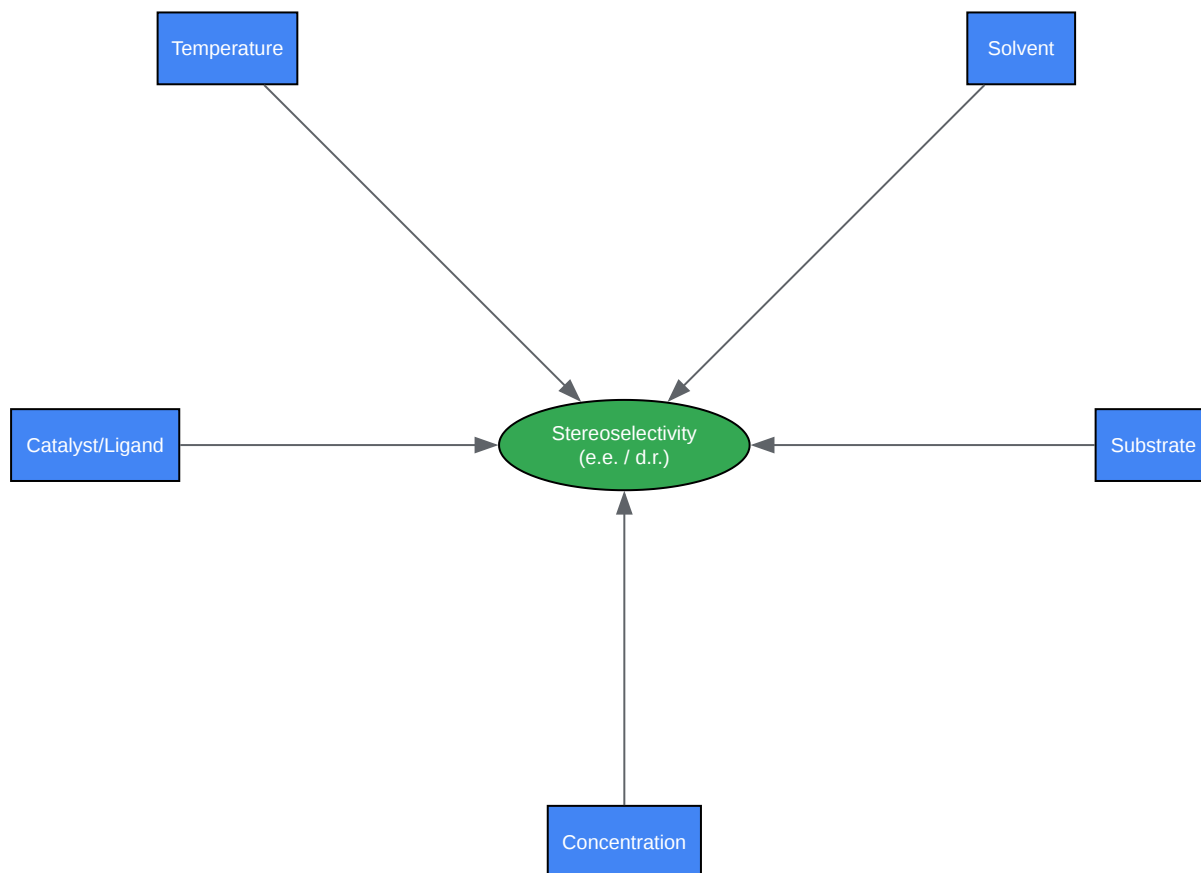 Temperature
Solvent
Catalyst/Ligand
Stereoselectivity
(e.e. / d.r.)
Substrate
Concentration